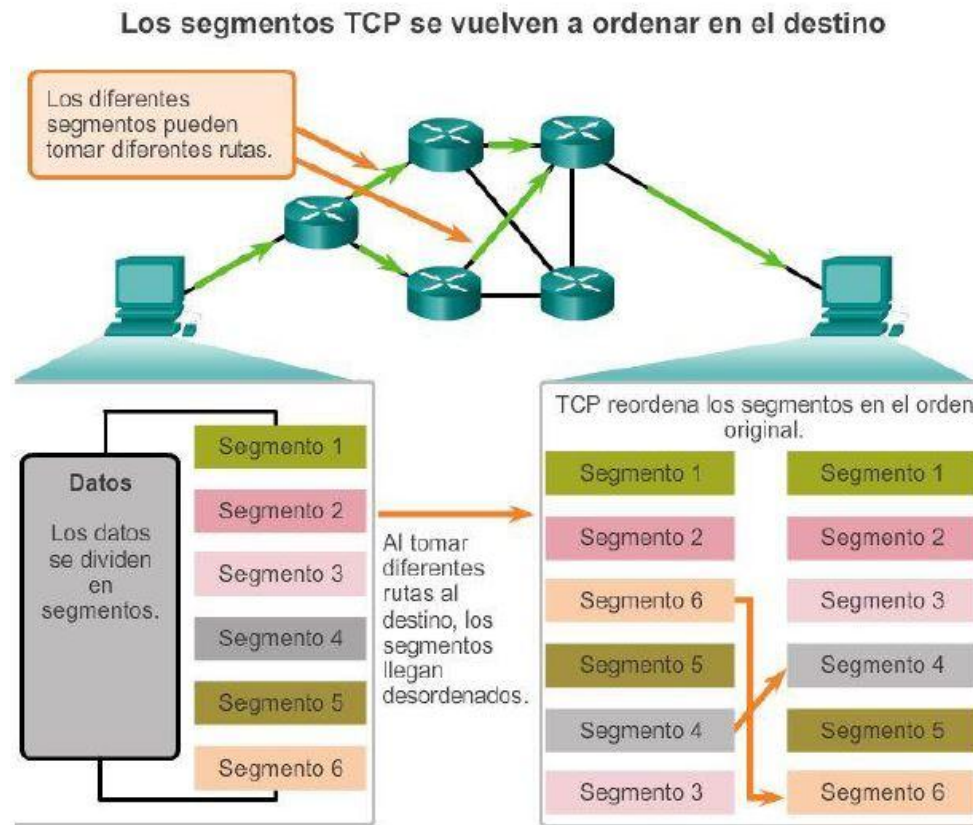 Los segmentos TCP se vuelven a ordenar en el destino
Los diferentes
segmentos pueden
tomar diferentes rutas.
Datos
Los datos
se dividen
en
segmentos.
Segmento 1
Segmento 2
Segmento 3
Segmento 4
Segmento 5
Segmento 6
Al tomar
diferentes
rutas al
destino, los
segmentos
llegan
desordenados.
TCP reordena los segmentos en el orden
original.
Segmento 1
Segmento 2
Segmento 6
Segmento 5
Segmento 4
Segmento 3
Segmento 1
Segmento 2
Segmento 3
Segmento 4
Segmento 5
Segmento 6